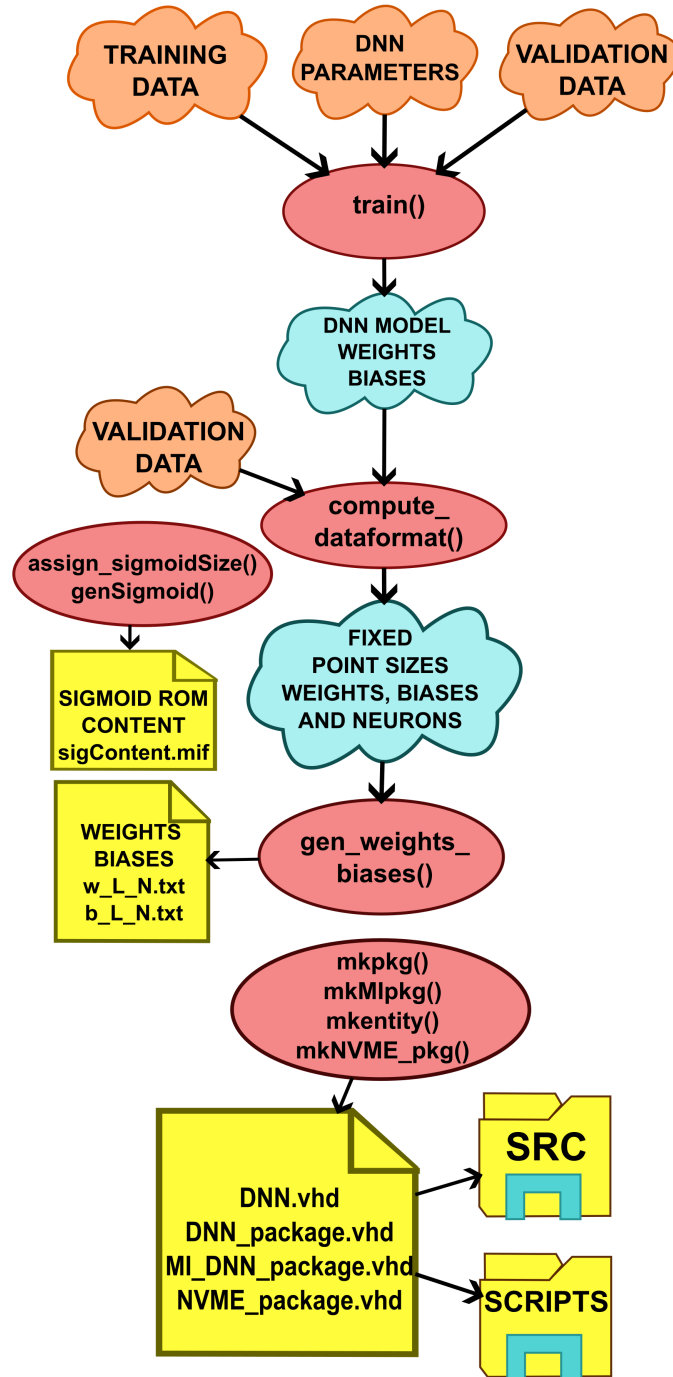 TRAINING
DATA
DNN
PARAMETERS
VALIDATION
DATA
train()
DNN MODEL
WEIGHTS
BIASES
VALIDATION
DATA
compute_
dataformat()
assign_sigmoidSize()
genSigmoid()
FIXED
POINT SIZES
WEIGHTS, BIASES
AND NEURONS
SIGMOID ROM
CONTENT
sigContent.mif
WEIGHTS
BIASES
w_L_N.txt
b_L_N.txt
gen_weights_
biases()
mkpkg()
mkMIpkg()
mkentity()
mkNVME_pkg()
DNN.vhd
DNN_package.vhd
MI_DNN_package.vhd
NVME_package.vhd
SRC
SCRIPTS